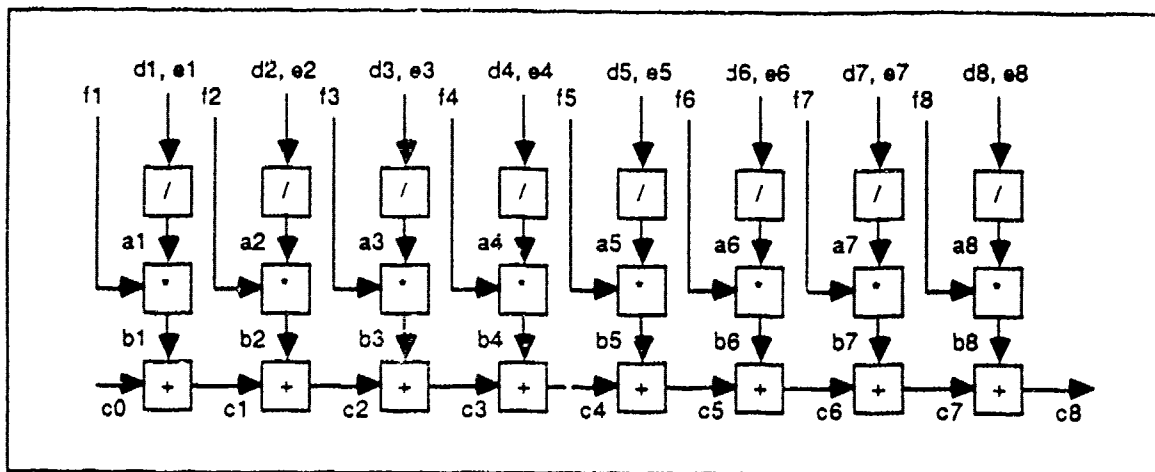 d1, e1 d2, e2 d3, e3 d4, e4 d5, e5 d6, e6 d7, e7 d8, e8
f1 f2 f3 f4 f5 f6 f7 f8
/ / / / / / / /
a1 a2 a3 a4 a5 a6 a7 a8
* * * * * * * *
b1 b2 b3 b4 b5 b6 b7 b8
+ + + + + + + +
c0 c1 c2 c3 c4 c5 c6 c7 c8